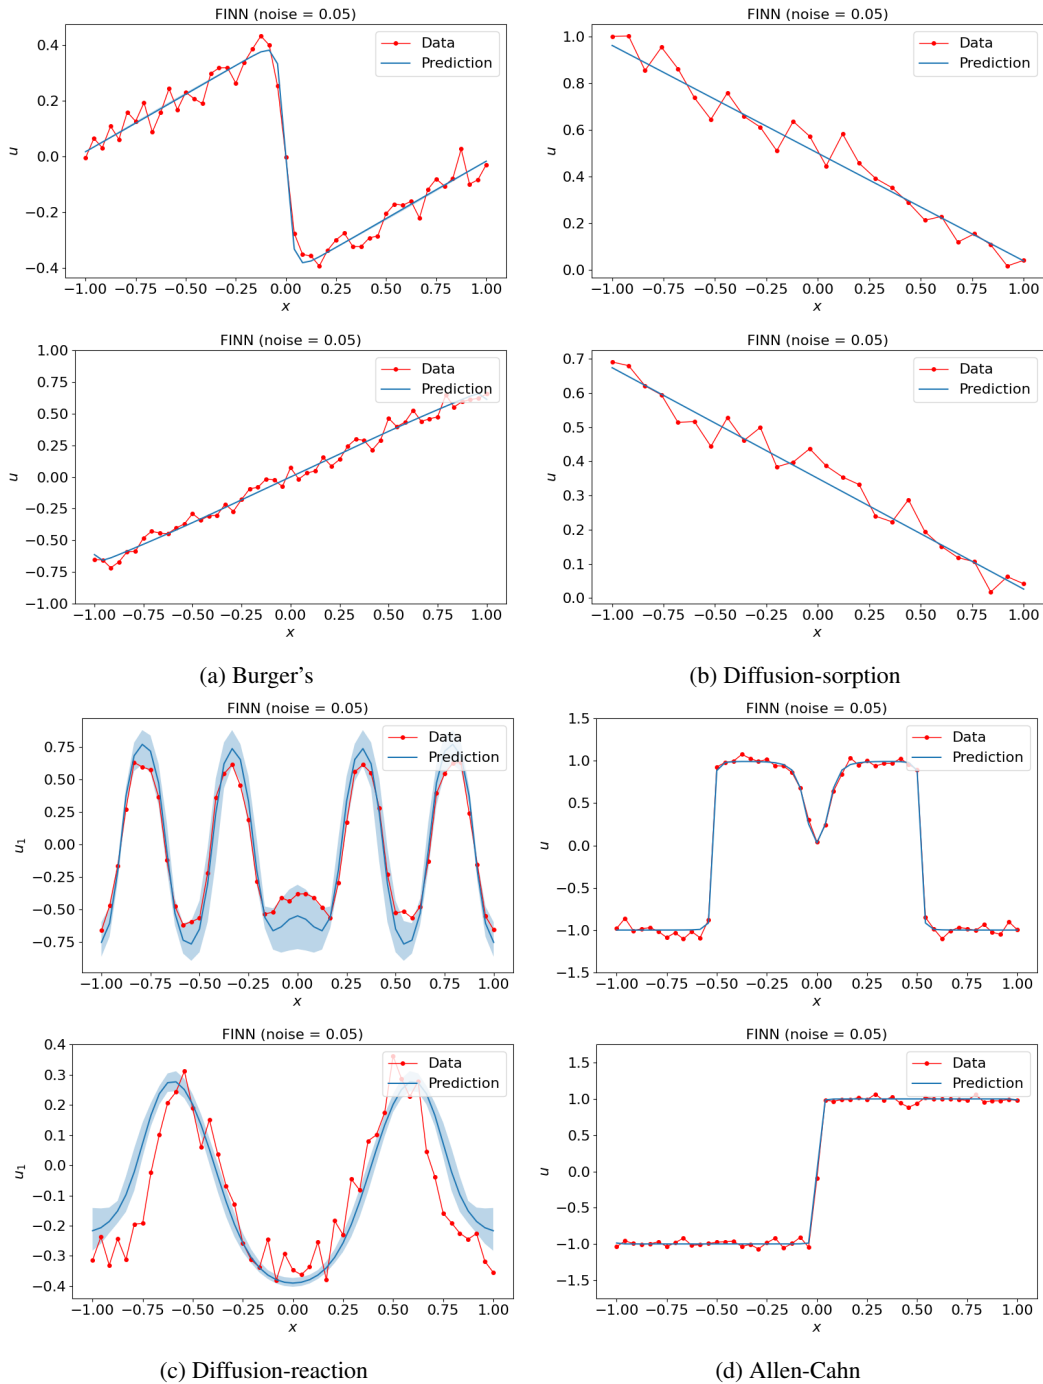 FINN (noise = 0.05)
0.4
0.2
0.0
−0.2
−0.4
u
Data
Prediction
−1.00 −0.75 −0.50 −0.25 0.00 0.25 0.50 0.75 1.00
x
FINN (noise = 0.05)
1.00
0.75
0.50
0.25
0.00
−0.25
−0.50
−0.75
−1.00
u
Data
Prediction
−1.00 −0.75 −0.50 −0.25 0.00 0.25 0.50 0.75 1.00
x
(a) Burger's
FINN (noise = 0.05)
1.0
0.8
0.6
0.4
0.2
0.0
u
Data
Prediction
−1.00 −0.75 −0.50 −0.25 0.00 0.25 0.50 0.75 1.00
x
FINN (noise = 0.05)
0.7
0.6
0.5
0.4
0.3
0.2
0.1
0.0
u
Data
Prediction
−1.00 −0.75 −0.50 −0.25 0.00 0.25 0.50 0.75 1.00
x
(b) Diffusion-sorption
FINN (noise = 0.05)
0.75
0.50
0.25
0.00
−0.25
−0.50
−0.75
u₁
Data
Prediction
−1.00 −0.75 −0.50 −0.25 0.00 0.25 0.50 0.75 1.00
x
FINN (noise = 0.05)
0.4
0.3
0.2
0.1
0.0
−0.1
−0.2
−0.3
−0.4
u₁
Data
Prediction
−1.00 −0.75 −0.50 −0.25 0.00 0.25 0.50 0.75 1.00
x
(c) Diffusion-reaction
FINN (noise = 0.05)
1.5
1.0
0.5
0.0
−0.5
−1.0
−1.5
u
Data
Prediction
−1.00 −0.75 −0.50 −0.25 0.00 0.25 0.50 0.75 1.00
x
FINN (noise = 0.05)
1.5
1.0
0.5
0.0
−0.5
−1.0
−1.5
u
Data
Prediction
−1.00 −0.75 −0.50 −0.25 0.00 0.25 0.50 0.75 1.00
x
(d) Allen-Cahn